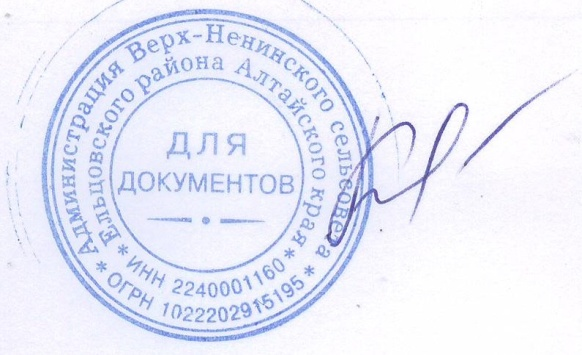 Администрация Верх-Ненинского сельсовета
Ельцовского района Алтайского края
* ИНН 2240001160 *
* ОГРН 1022202915195 *
ДЛЯ
ДОКУМЕНТОВ